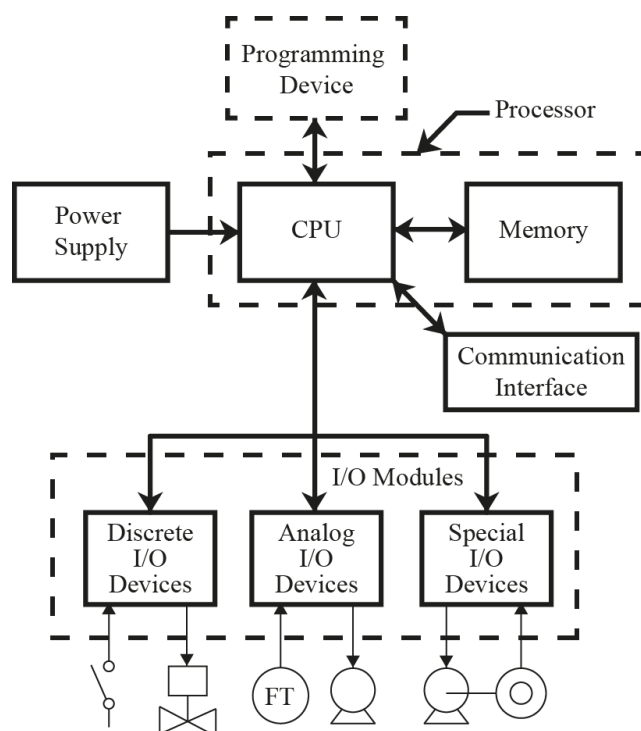 Programming
Device
Processor
Power
Supply
CPU
Memory
Communication
Interface
I/O Modules
Discrete
I/O
Devices
Analog
I/O
Devices
Special
I/O
Devices
FT